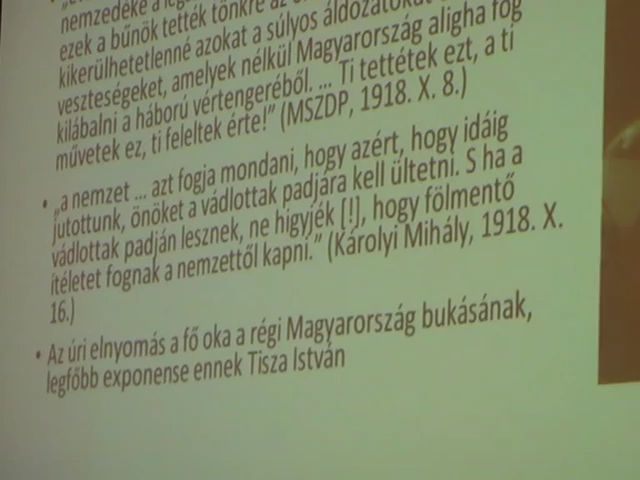 nemzedéke a
ezek a bűnök tették tönkre az
kikerülhetetlenné azokat a súlyos áldozatokat
veszteségeket, amelyek nélkül Magyarország aligha fog
kilábalni a háború vértengeréből. ... Ti tettétek ezt, a ti
művetek ez, ti feleltek érte!” (MSZDP, 1918. X. 8.)
• „a nemzet ... azt fogja mondani, hogy azért, hogy idáig
jutottunk, önöket a vádlottak padjára kell ültetni. S ha a
vádlottak padján lesznek, ne higyjék [!], hogy fölmentő
ítéletet fognak a nemzettől kapni.” (Károlyi Mihály, 1918. X.
16.)
• Az úri elnyomás a fő oka a régi Magyarország bukásának,
legfőbb exponense ennek Tisza István